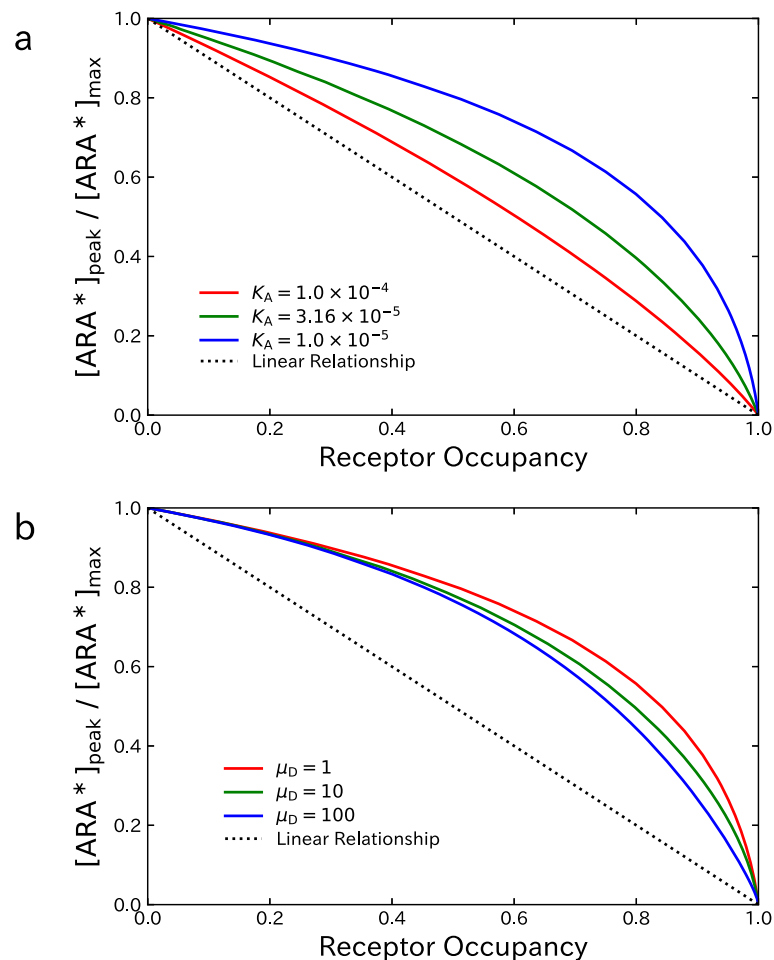 a
[ARA*]peak / [ARA*]max
1.0
0.8
0.6
0.4
0.2
0.0
K_A = 1.0 × 10⁻⁴
K_A = 3.16 × 10⁻⁵
K_A = 1.0 × 10⁻⁵
Linear Relationship
0.0 0.2 0.4 0.6 0.8 1.0
Receptor Occupancy
b
[ARA*]peak / [ARA*]max
1.0
0.8
0.6
0.4
0.2
0.0
μ_D = 1
μ_D = 10
μ_D = 100
Linear Relationship
0.0 0.2 0.4 0.6 0.8 1.0
Receptor Occupancy